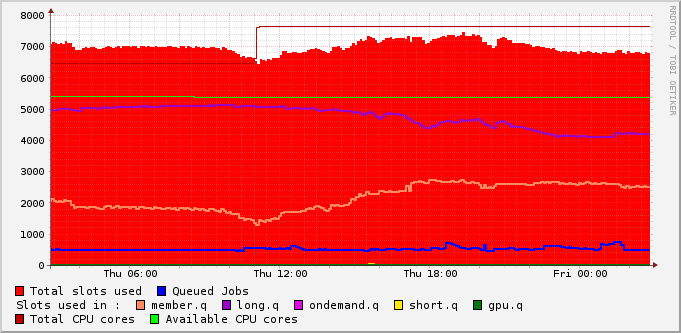 8000
7000
6000
5000
4000
3000
2000
1000
0
Thu 06:00 Thu 12:00 Thu 18:00 Fri 00:00
RRDTOOL / TOBI OETIKER
Total slots used Queued Jobs
Slots used in : member.q long.q ondemand.q short.q gpu.q
Total CPU cores Available CPU cores